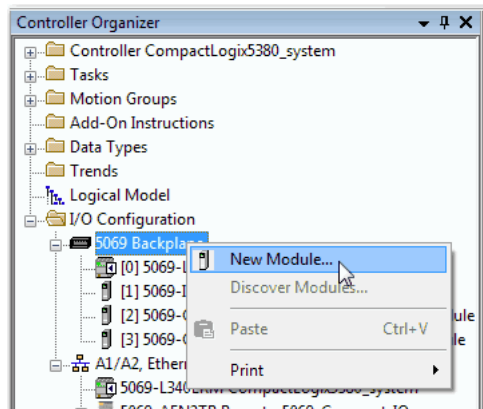 Controller Organizer
Controller CompactLogix5380_system
Tasks
Motion Groups
Add-On Instructions
Data Types
Trends
Logical Model
I/O Configuration
5069 Backplane
New Module...
[0] 5069-L
Discover Modules...
[1] 5069-I
[2] 5069- ule
Paste Ctrl+V
[3] 5069- le
A1/A2, Ether
Print
5069-L340ERM CompactLogix5380_system